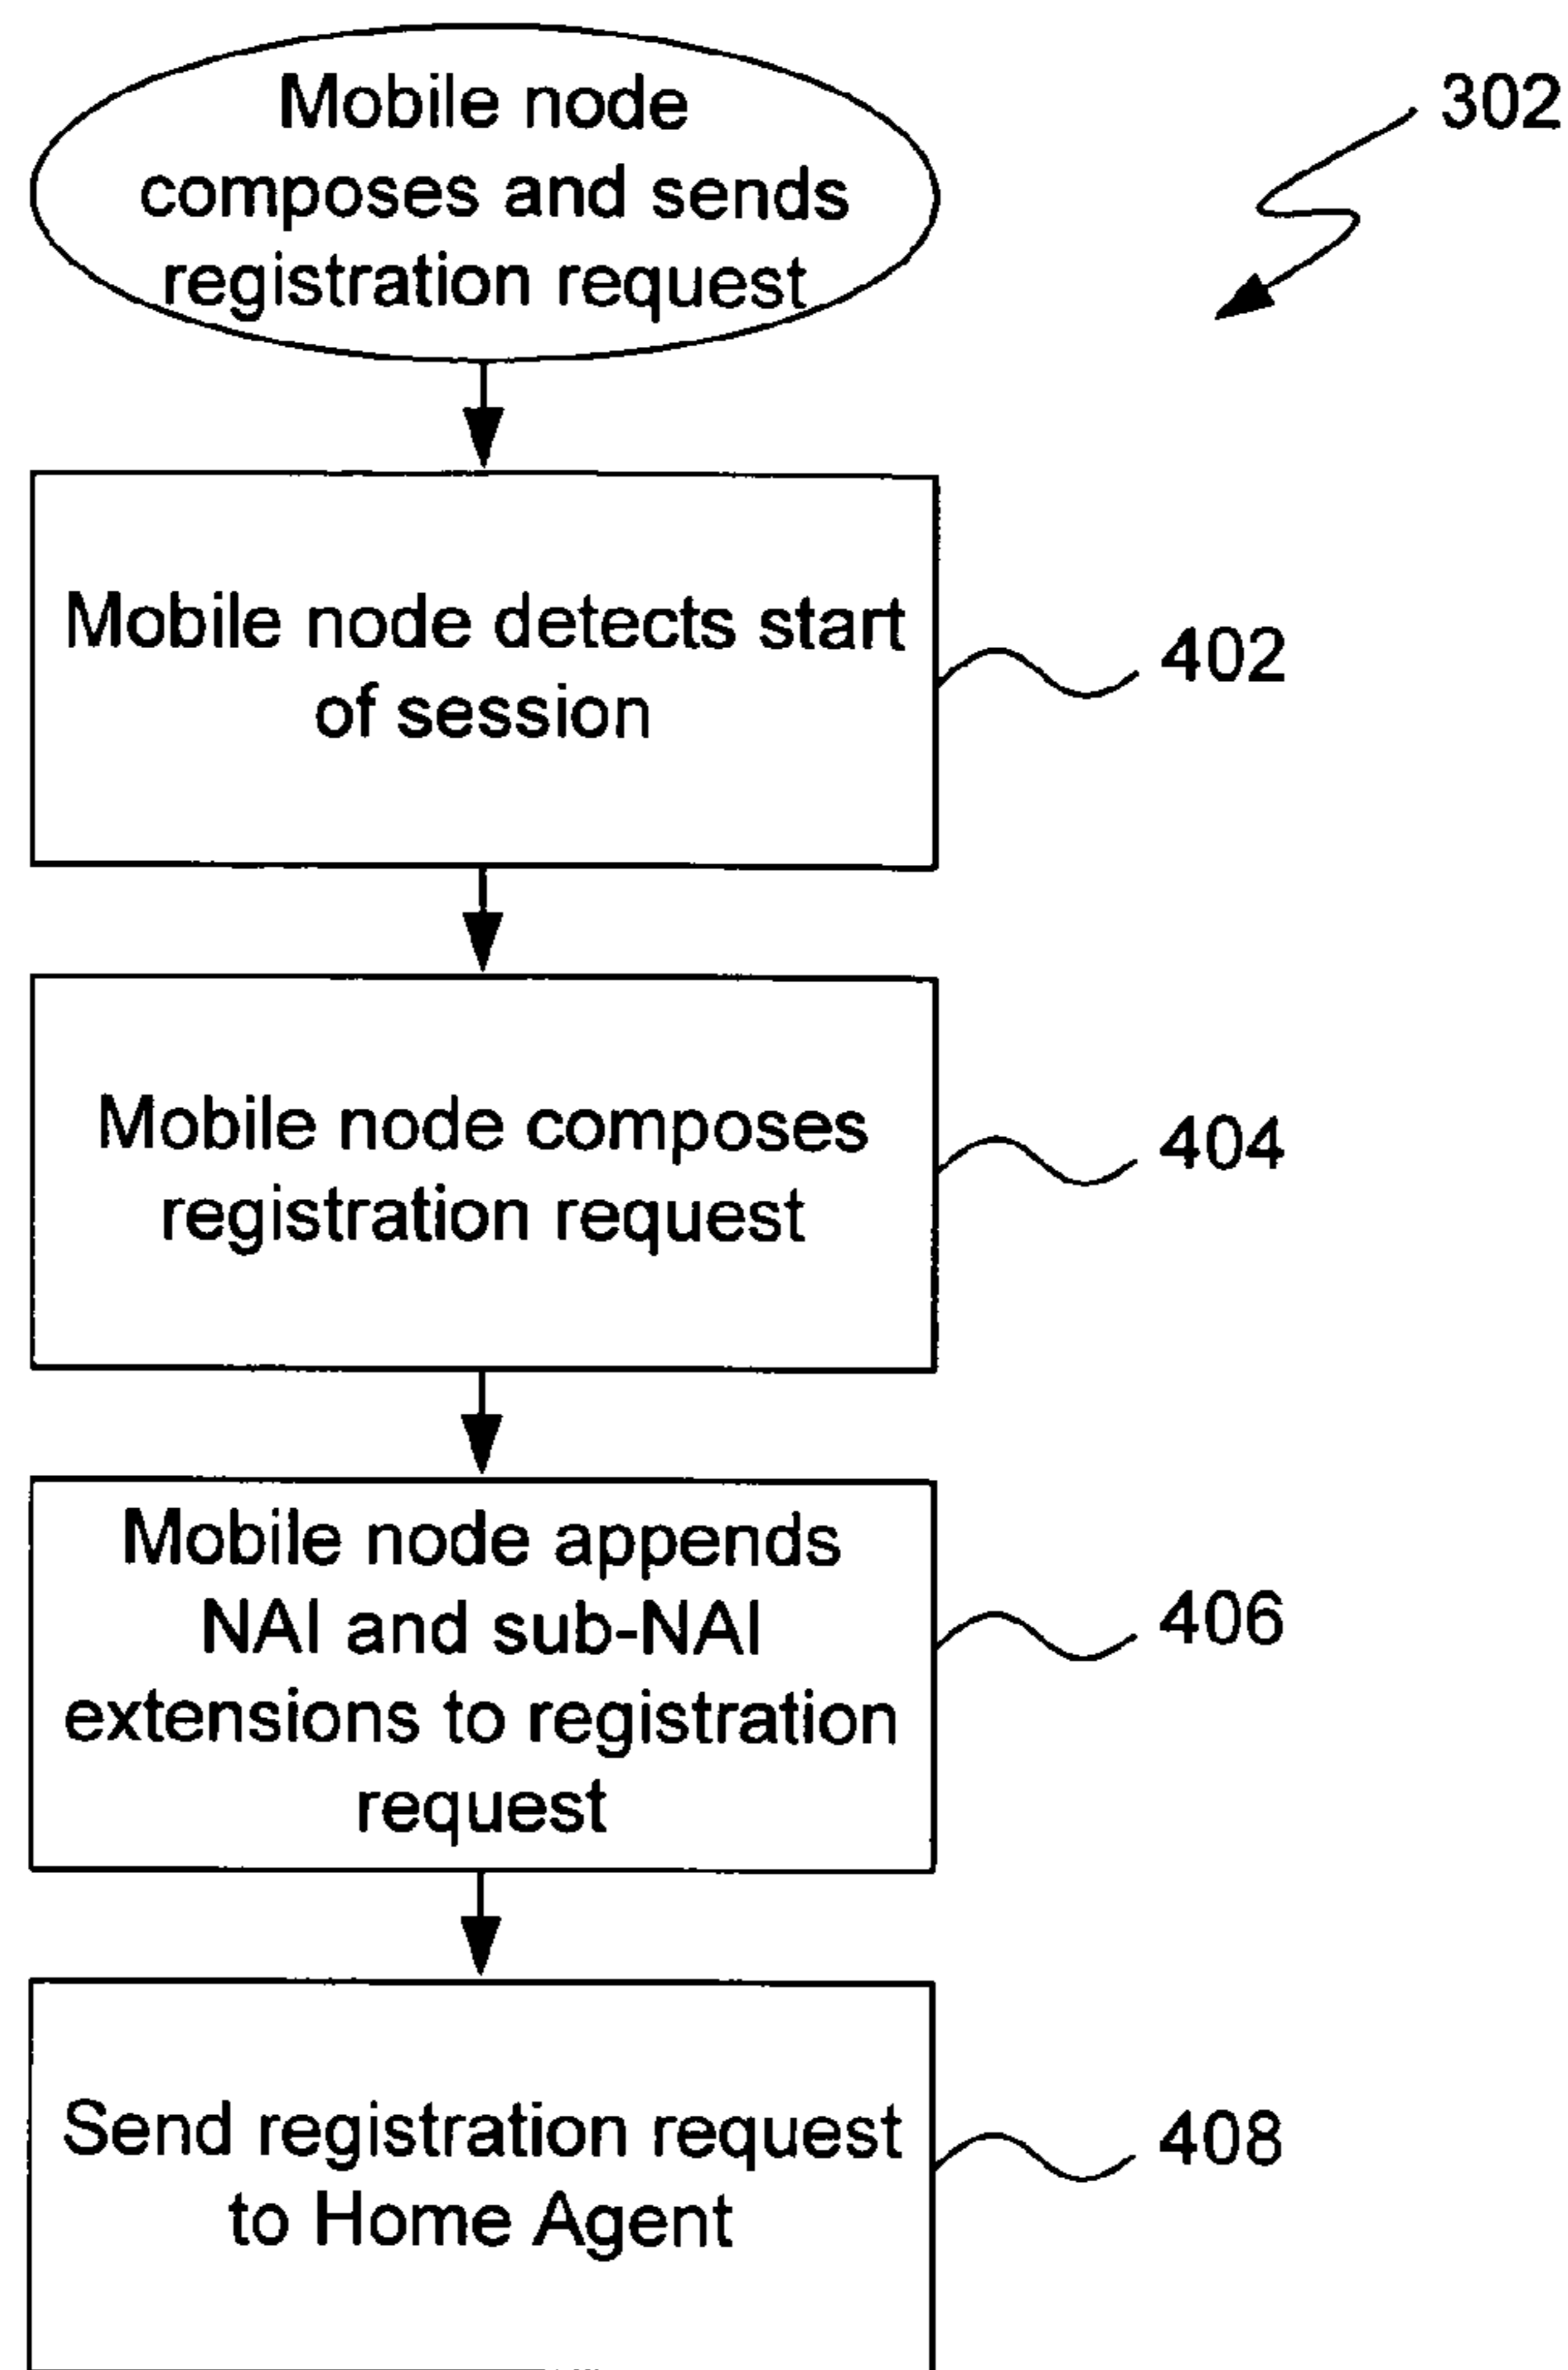 Mobile node
composes and sends
registration request
302
Mobile node detects start
of session
402
Mobile node composes
registration request
404
Mobile node appends
NAI and sub-NAI
extensions to registration
request
406
Send registration request
to Home Agent
408